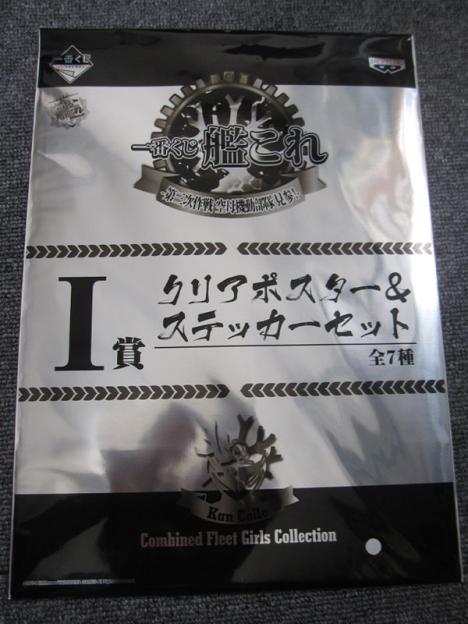 一番くじ
一番くじ 艦これ
-第二次作戦 空母機動部隊、見参!-
I賞
クリアポスター&
ステッカーセット
全7種
Kan Colle
Combined Fleet Girls Collection